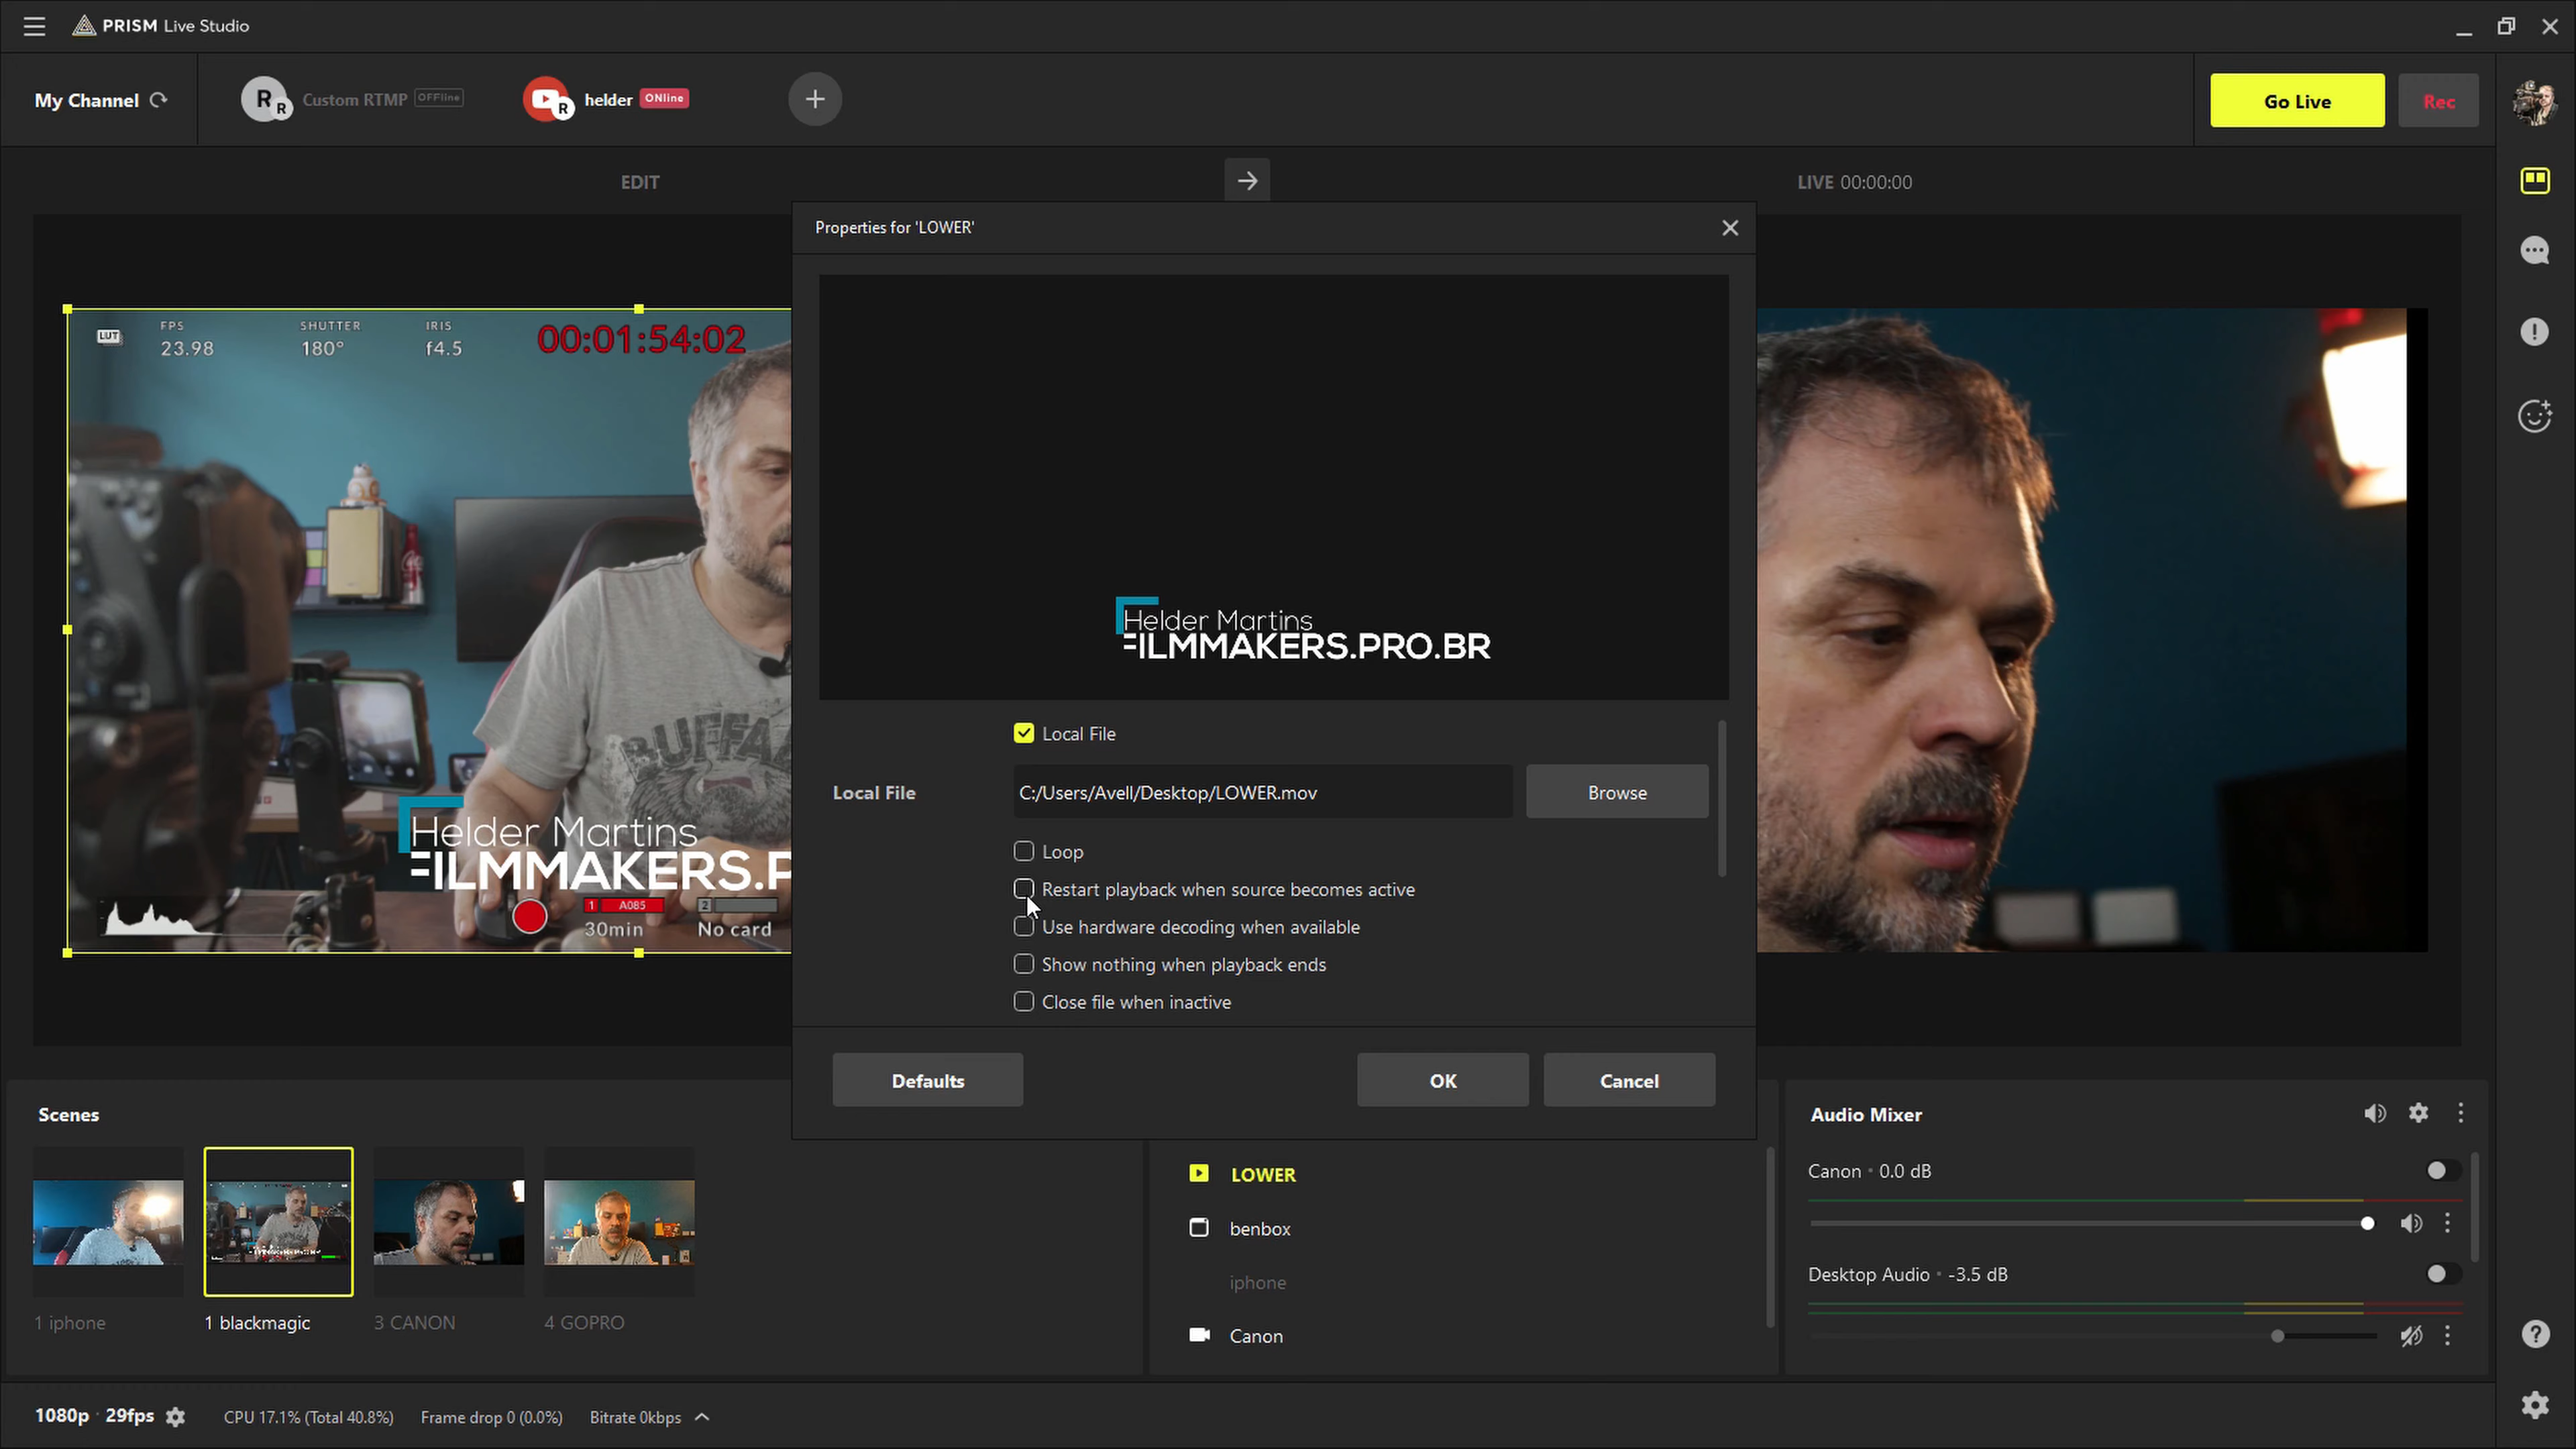 PRISM Live Studio
My Channel
R R Custom RTMP OFFline
R helder ONline
Go Live
Rec
EDIT
LIVE 00:00:00
Properties for 'LOWER'
LUT
FPS
23.98
SHUTTER
180°
IRIS
f4.5
00:01:54:02
BUFFA
Helder Martins
FILMMAKERS.P
1 A085
30min
2
No card
Helder Martins
FILMMAKERS.PRO.BR
Local File
Local File
C:/Users/Avell/Desktop/LOWER.mov
Browse
Loop
Restart playback when source becomes active
Use hardware decoding when available
Show nothing when playback ends
Close file when inactive
Defaults
OK
Cancel
Scenes
1 iphone
1 blackmagic
3 CANON
4 GOPRO
LOWER
benbox
iphone
Canon
Audio Mixer
Canon • 0.0 dB
Desktop Audio • -3.5 dB
1080p · 29fps
CPU 17.1% (Total 40.8%)
Frame drop 0 (0.0%)
Bitrate 0kbps